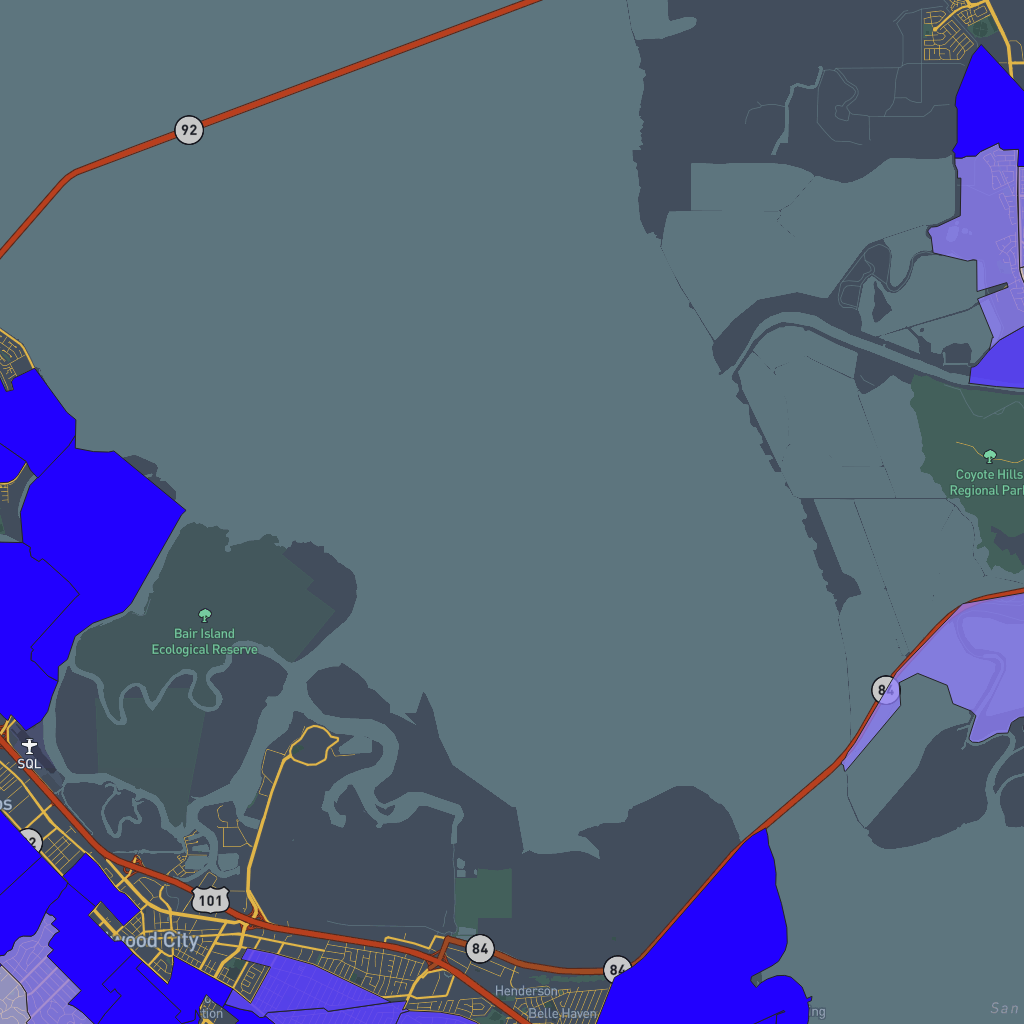 92
Coyote Hills
Regional Park
Bair Island
Ecological Reserve
84
SQL
101
wood City
84
84
Henderson
Belle Haven
San